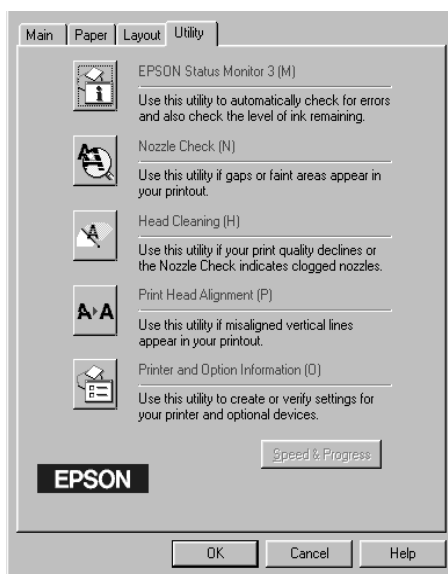 Main Paper Layout Utility
EPSON Status Monitor 3 (M)
Use this utility to automatically check for errors
and also check the level of ink remaining.
Nozzle Check (N)
Use this utility if gaps or faint areas appear in
your printout.
Head Cleaning (H)
Use this utility if your print quality declines or
the Nozzle Check indicates clogged nozzles.
Print Head Alignment (P)
Use this utility if misaligned vertical lines
appear in your printout.
Printer and Option Information (O)
Use this utility to create or verify settings for
your printer and optional devices.
Speed & Progress
EPSON
OK Cancel Help